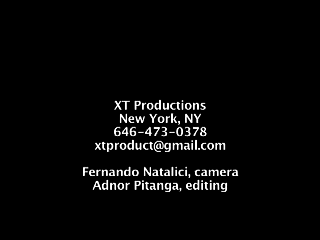 XT Productions
New York, NY
646-473-0378
xtproduct@gmail.com
Fernando Natalici, camera
Adnor Pitanga, editing